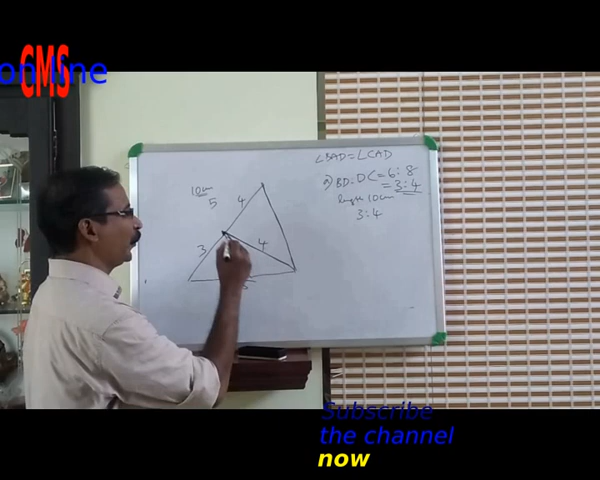 CMS
online
∠BAD=∠CAD
a) BD:DC=6:8
=3:4
length 10cm
3:4
10cm
5
4
3
4
Subscribe
the channel
now